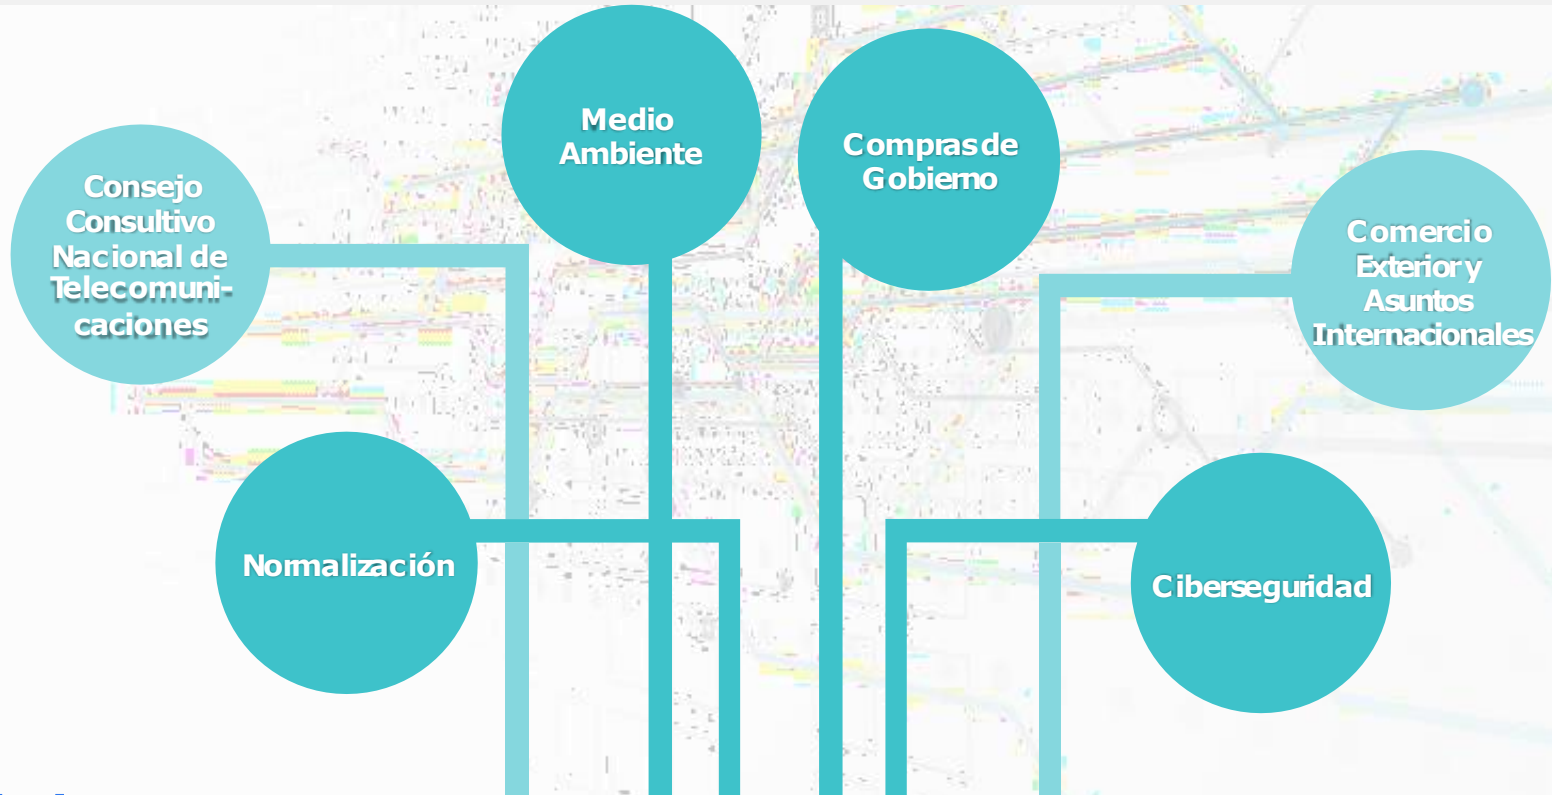 Medio
Ambiente
Compras de
Gobierno
Consejo
Consultivo
Nacional de
Telecomuni-
caciones
Comercio
Exterior y
Asuntos
Internacionales
Normalización
Ciberseguridad